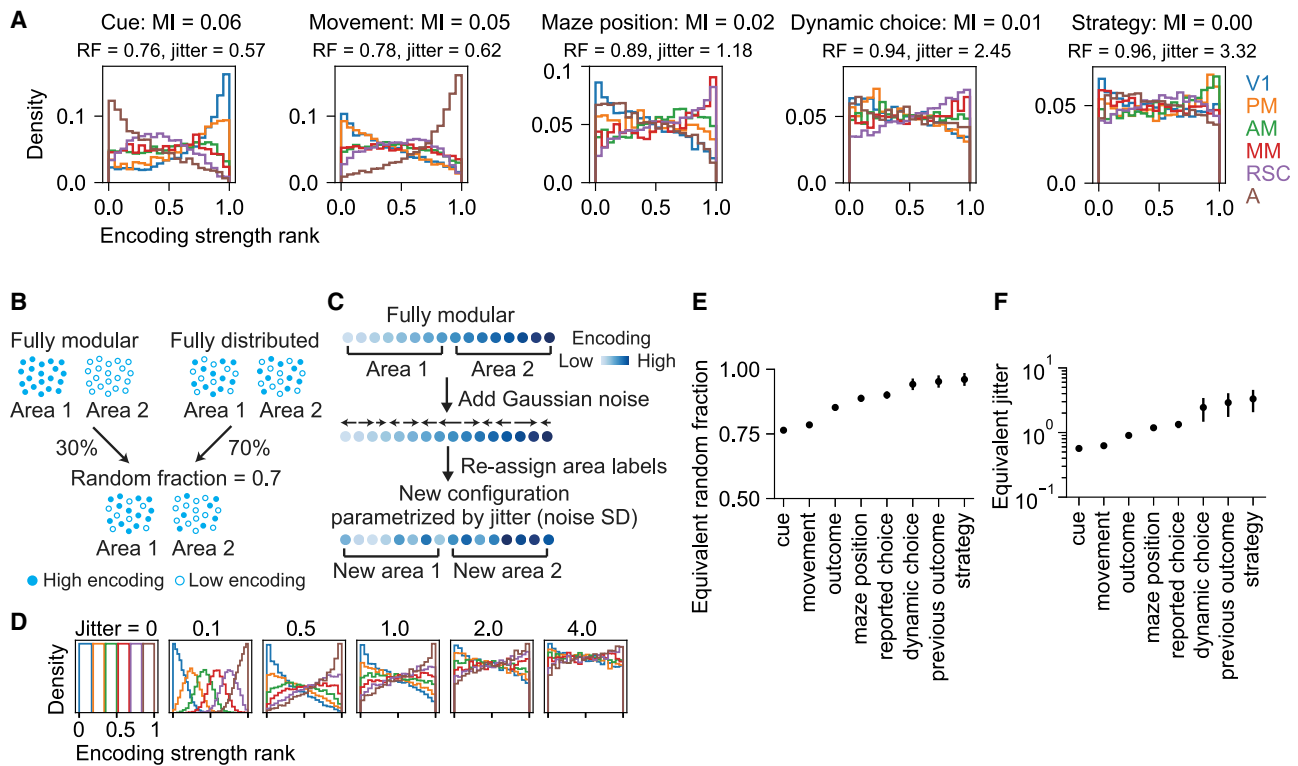 A
Cue: MI = 0.06
RF = 0.76, jitter = 0.57
Movement: MI = 0.05
RF = 0.78, jitter = 0.62
Maze position: MI = 0.02
RF = 0.89, jitter = 1.18
Dynamic choice: MI = 0.01
RF = 0.94, jitter = 2.45
Strategy: MI = 0.00
RF = 0.96, jitter = 3.32
Density
0.1
0.0
0.0 0.5 1.0
0.1
0.0
0.0 0.5 1.0
0.1
0.05
0.0
0.0 0.5 1.0
0.05
0.0
0.0 0.5 1.0
0.05
0.0
0.0 0.5 1.0
Encoding strength rank
V1
PM
AM
MM
RSC
A
B
Fully modular
Fully distributed
Area 1 Area 2
Area 1 Area 2
30%
70%
Random fraction = 0.7
Area 1 Area 2
High encoding Low encoding
C
Fully modular
Encoding
Low High
Area 1 Area 2
Add Gaussian noise
Re-assign area labels
New configuration
parametrized by jitter (noise SD)
New area 1 New area 2
D
Jitter = 0 0.1 0.5 1.0 2.0 4.0
Density
0 0.5 1
Encoding strength rank
E
Equivalent random fraction
1.00
0.75
0.50
cue
movement
outcome
maze position
reported choice
dynamic choice
previous outcome
strategy
F
Equivalent jitter
10^1
10^0
10^−1
cue
movement
outcome
maze position
reported choice
dynamic choice
previous outcome
strategy